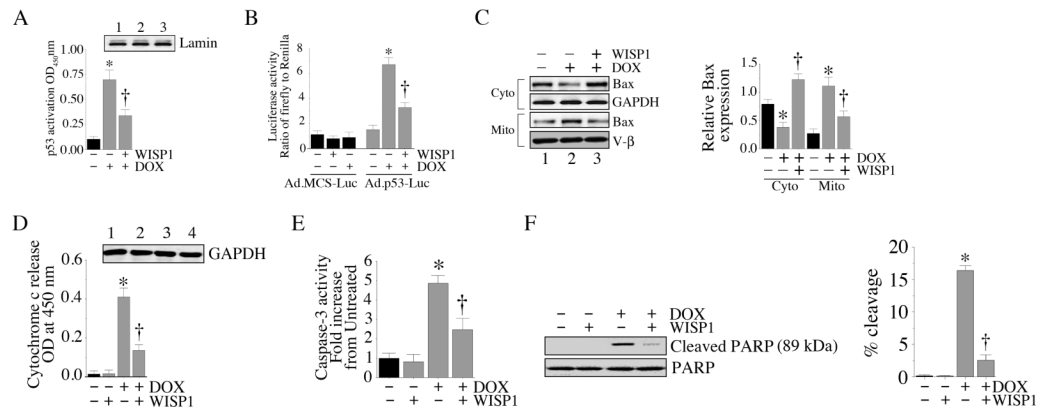 A
1 2 3
Lamin
p53 activation OD450nm
1.00
0.75
0.50
0.25
0.00
*
†
− − + WISP1
− + + DOX
B
Luciferase activity
Ratio of firefly to Renilla
8
6
4
2
0
*
†
− − + − − + WISP1
− + + − + + DOX
Ad.MCS-Luc Ad.p53-Luc
C
− − + WISP1
− + + DOX
Cyto
Bax
GAPDH
Mito
Bax
V-β
1 2 3
Relative Bax
expression
1.5
1.0
0.5
0.0
*
†
*
†
− + + − + + DOX
− − + − − + WISP1
Cyto Mito
D
1 2 3 4
GAPDH
Cytochrome c release
OD at 450 nm
0.6
0.4
0.2
0.0
*
†
− − + + DOX
− + − + WISP1
E
Caspase-3 activity
Fold increase
from Untreated
6
5
4
3
2
1
0
*
†
− − + + DOX
− + − + WISP1
F
− − + + DOX
− + − + WISP1
Cleaved PARP (89 kDa)
PARP
% cleavage
20
15
10
5
0
*
†
− − + + DOX
− + − + WISP1